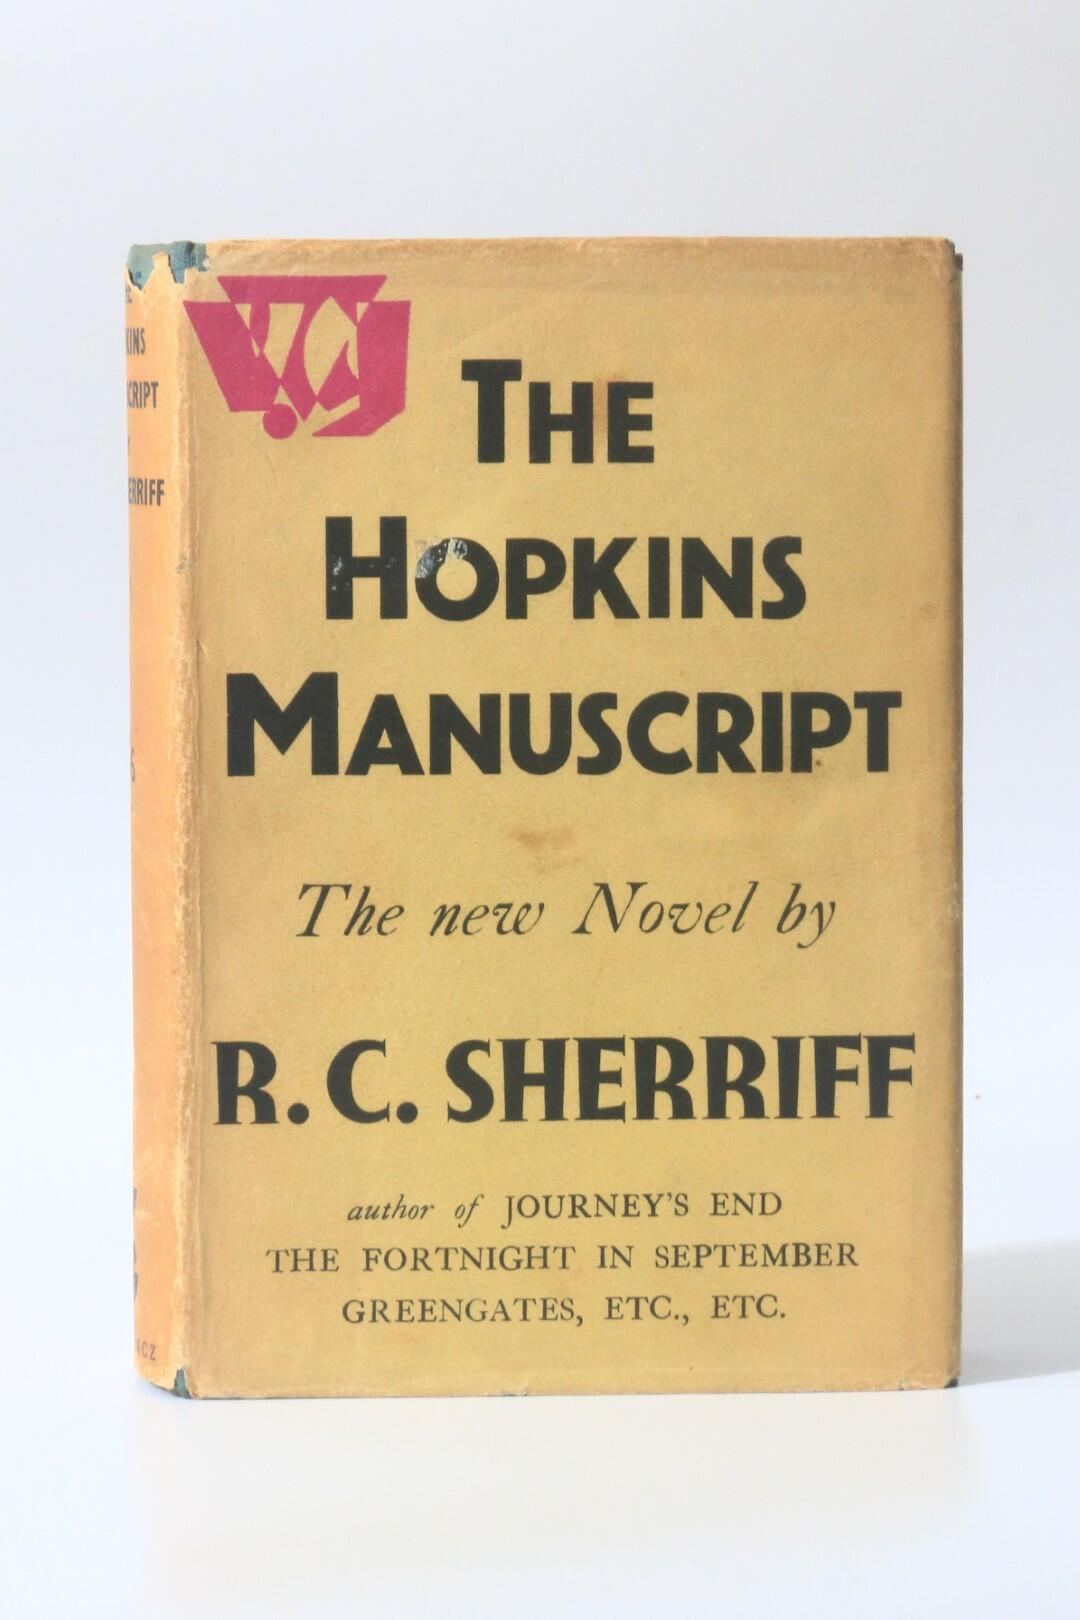 THE
HOPKINS
MANUSCRIPT
The new Novel by
R. C. SHERRIFF
author of JOURNEY'S END
THE FORTNIGHT IN SEPTEMBER
GREENGATES, ETC., ETC.